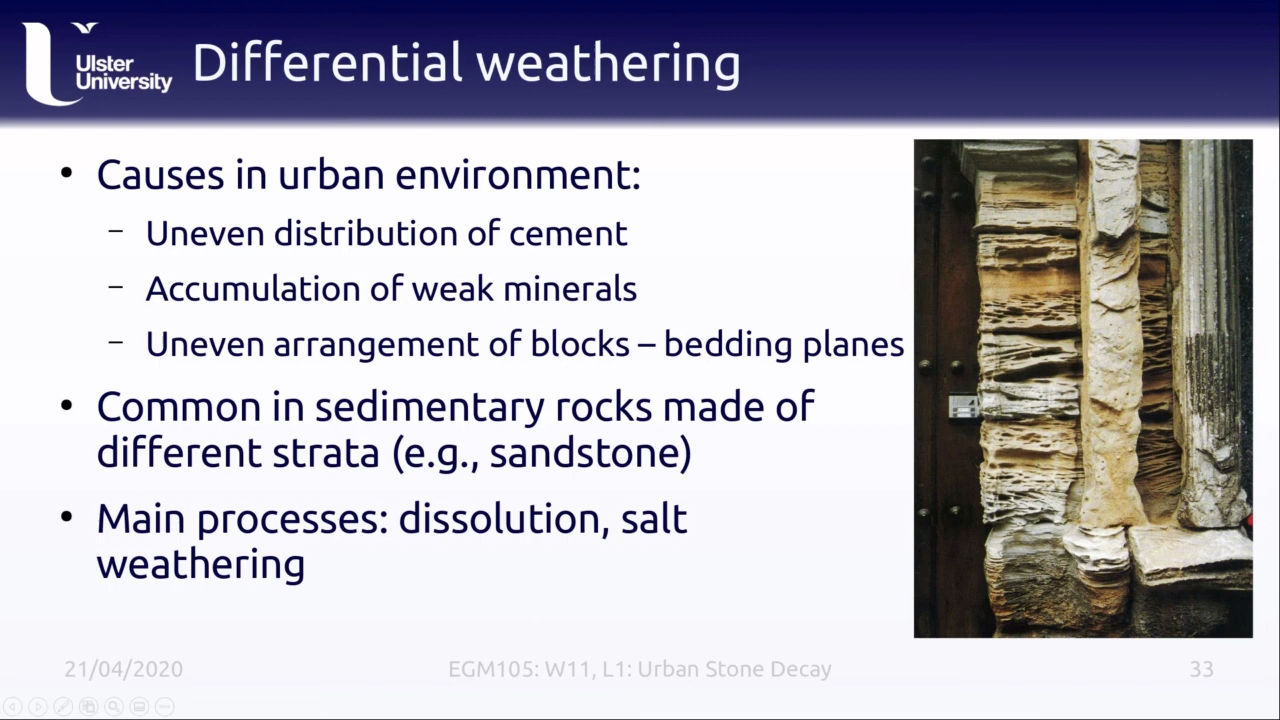 Ulster
University
Differential weathering
• Causes in urban environment:
– Uneven distribution of cement
– Accumulation of weak minerals
– Uneven arrangement of blocks – bedding planes
• Common in sedimentary rocks made of
different strata (e.g., sandstone)
• Main processes: dissolution, salt
weathering
21/04/2020
EGM105: W11, L1: Urban Stone Decay
33